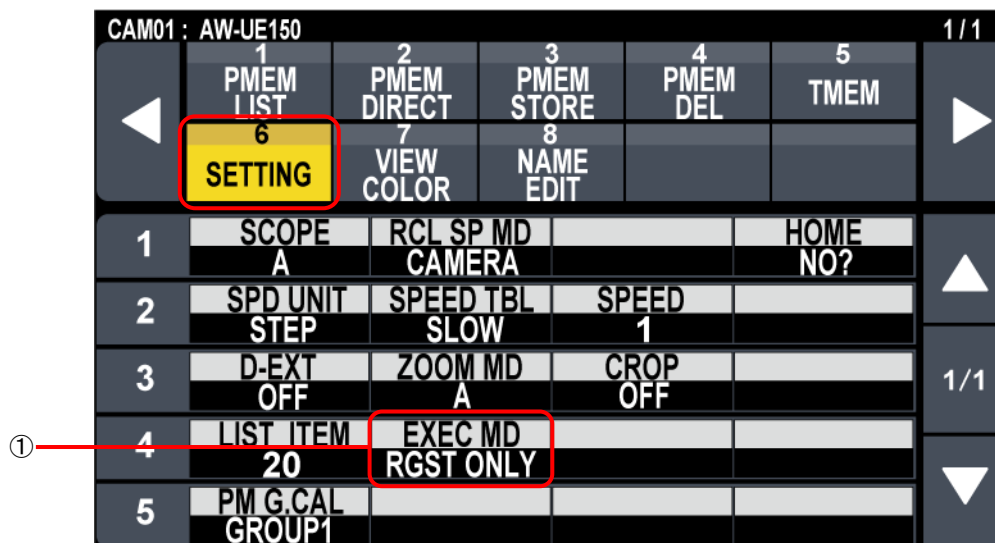 CAM01 : AW-UE150 1 / 1
1 2 3 4 5
PMEM LIST PMEM DIRECT PMEM STORE PMEM DEL TMEM
6 7 8
SETTING VIEW COLOR NAME EDIT
1 SCOPE RCL SP MD HOME
A CAMERA NO?
2 SPD UNIT SPEED TBL SPEED
STEP SLOW 1
3 D-EXT ZOOM MD CROP 1/1
OFF A OFF
① 4 LIST ITEM EXEC MD
20 RGST ONLY
5 PM G.CAL
GROUP1